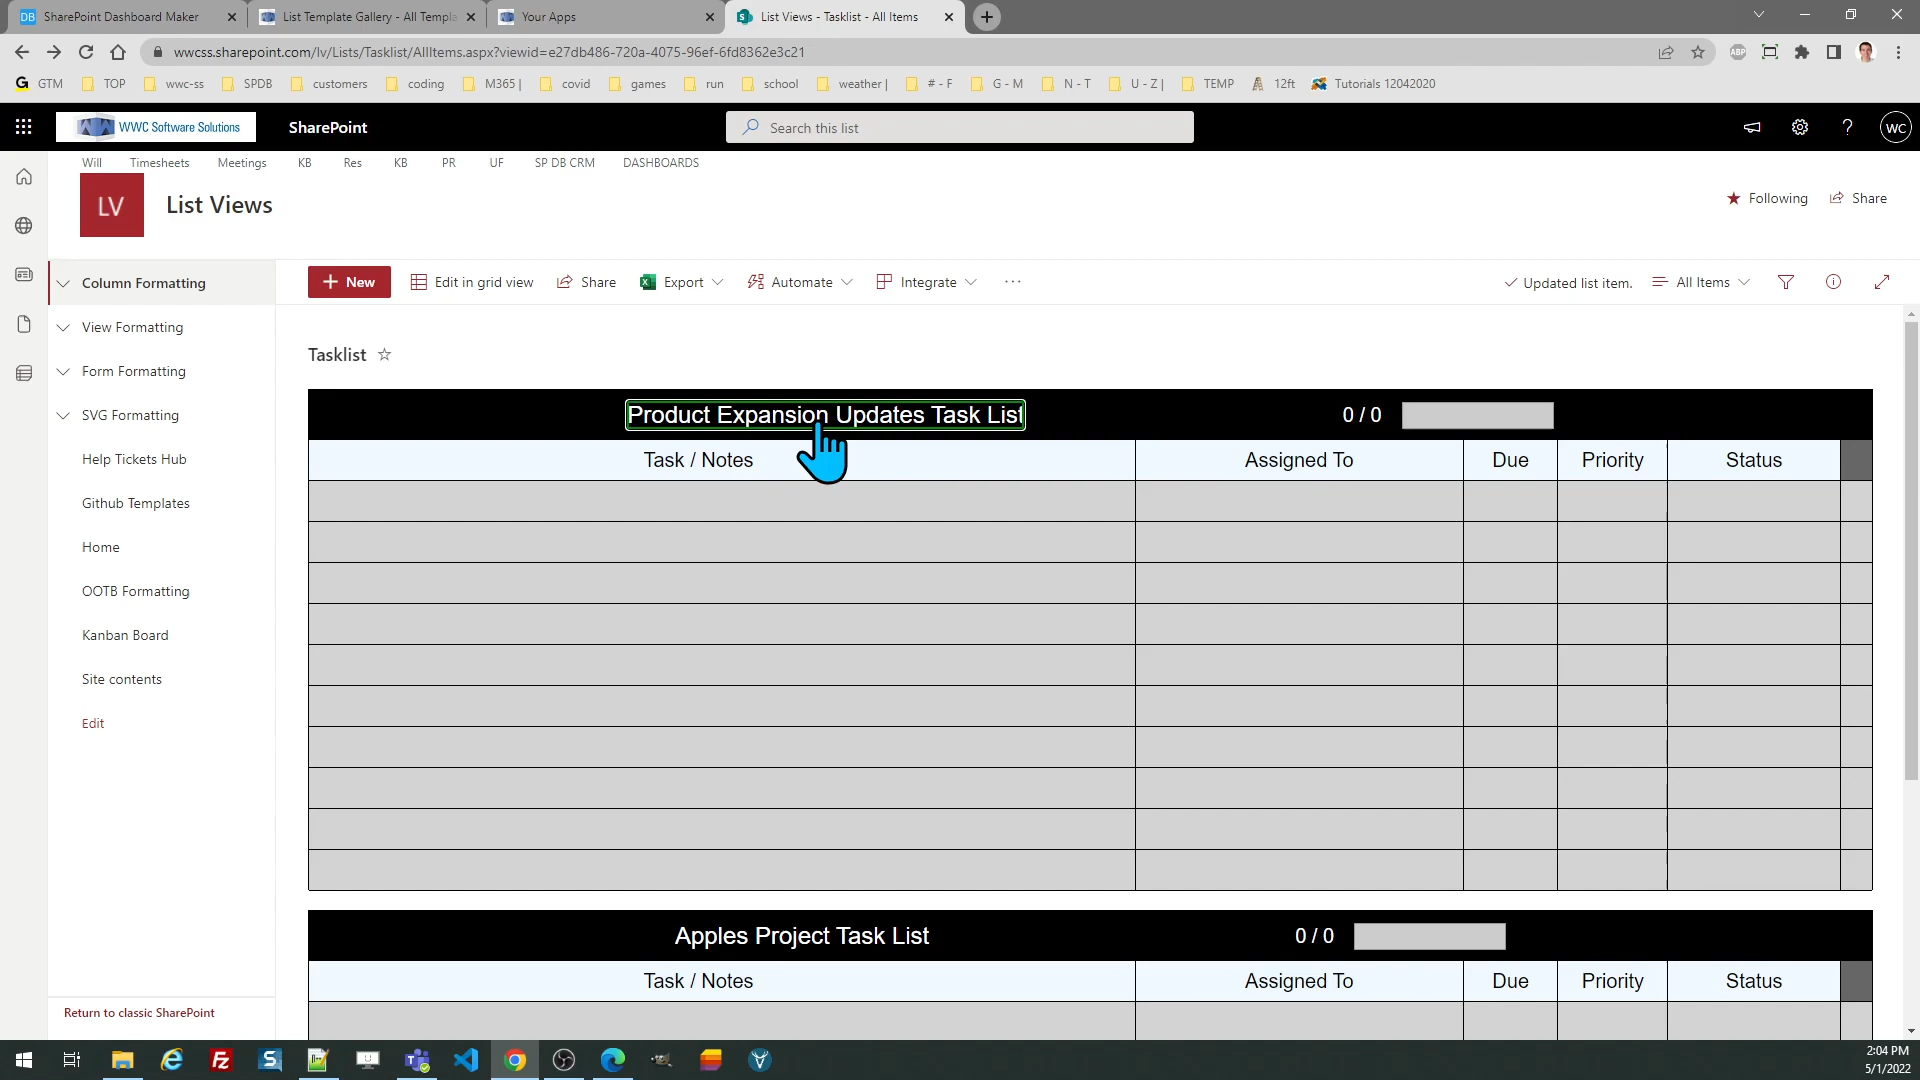 DB SharePoint Dashboard Maker
List Template Gallery - All Templa
Your Apps
List Views - Tasklist - All Items
wwcss.sharepoint.com/lv/Lists/Tasklist/AllItems.aspx?viewid=e27db486-720a-4075-96ef-6fd8362e3c21
ABP
G GTM
TOP
wwc-ss
SPDB
customers
coding
M365 |
covid
games
run
school
weather |
# - F
G - M
N - T
U - Z |
TEMP
12ft
Tutorials 12042020
WWC Software Solutions
SharePoint
Search this list
?
WC
Will
Timesheets
Meetings
KB
Res
KB
PR
UF
SP DB CRM
DASHBOARDS
LV
List Views
Following
Share
Column Formatting
View Formatting
Form Formatting
SVG Formatting
Help Tickets Hub
Github Templates
Home
OOTB Formatting
Kanban Board
Site contents
Edit
Return to classic SharePoint
+ New
Edit in grid view
Share
Export
Automate
Integrate
...
Updated list item.
All Items
Tasklist
Product Expansion Updates Task List
0 / 0
Task / Notes
Assigned To
Due
Priority
Status
Apples Project Task List
0 / 0
Task / Notes
Assigned To
Due
Priority
Status
2:04 PM
5/1/2022